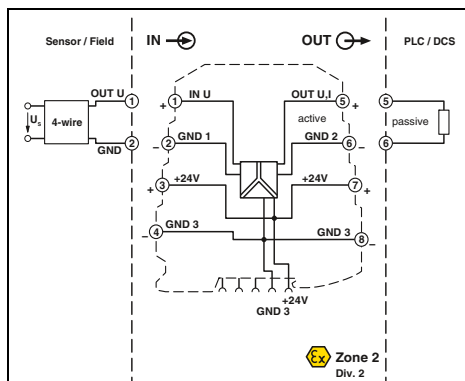 Sensor / Field
IN
OUT
PLC / DCS
OUT U
1
+
1
IN U
OUT U,I
5
+
5
Us
4-wire
active
passive
GND
2
–
2
GND 1
GND 2
6
–
6
+
3
+24V
+24V
7
+
–
4
GND 3
GND 3
8
–
+24V
GND 3
Ex
Zone 2
Div. 2